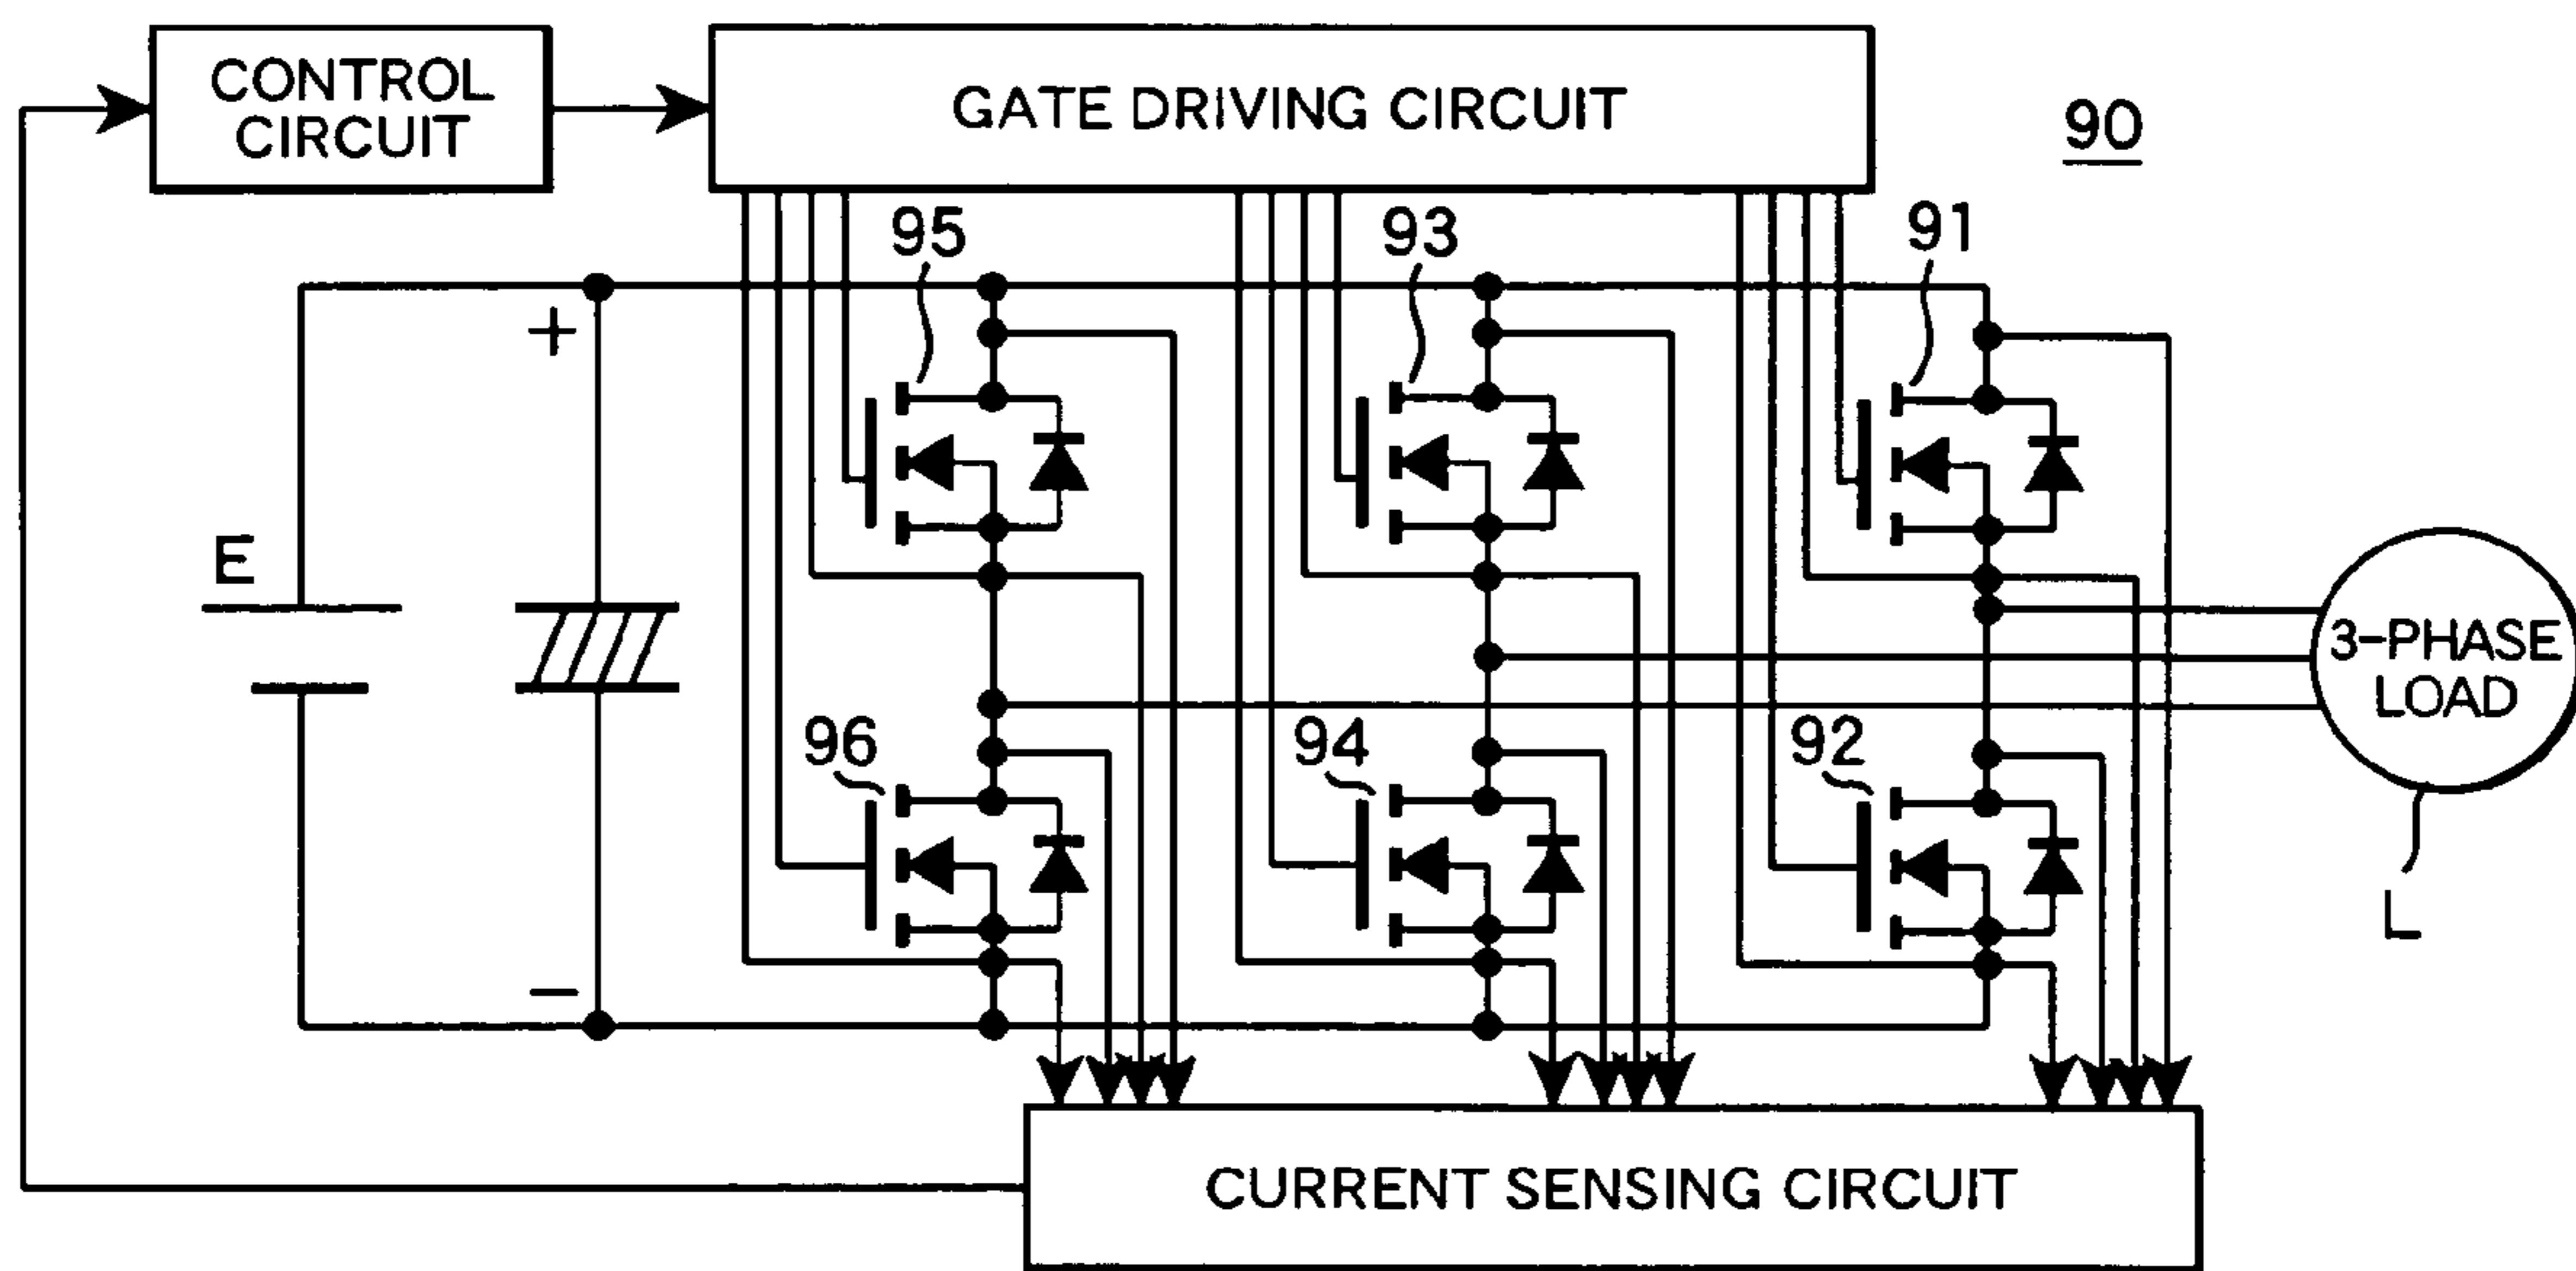 CONTROL
CIRCUIT
GATE DRIVING CIRCUIT
90
95
93
91
+
E
3-PHASE
LOAD
96
94
92
L
−
CURRENT SENSING CIRCUIT